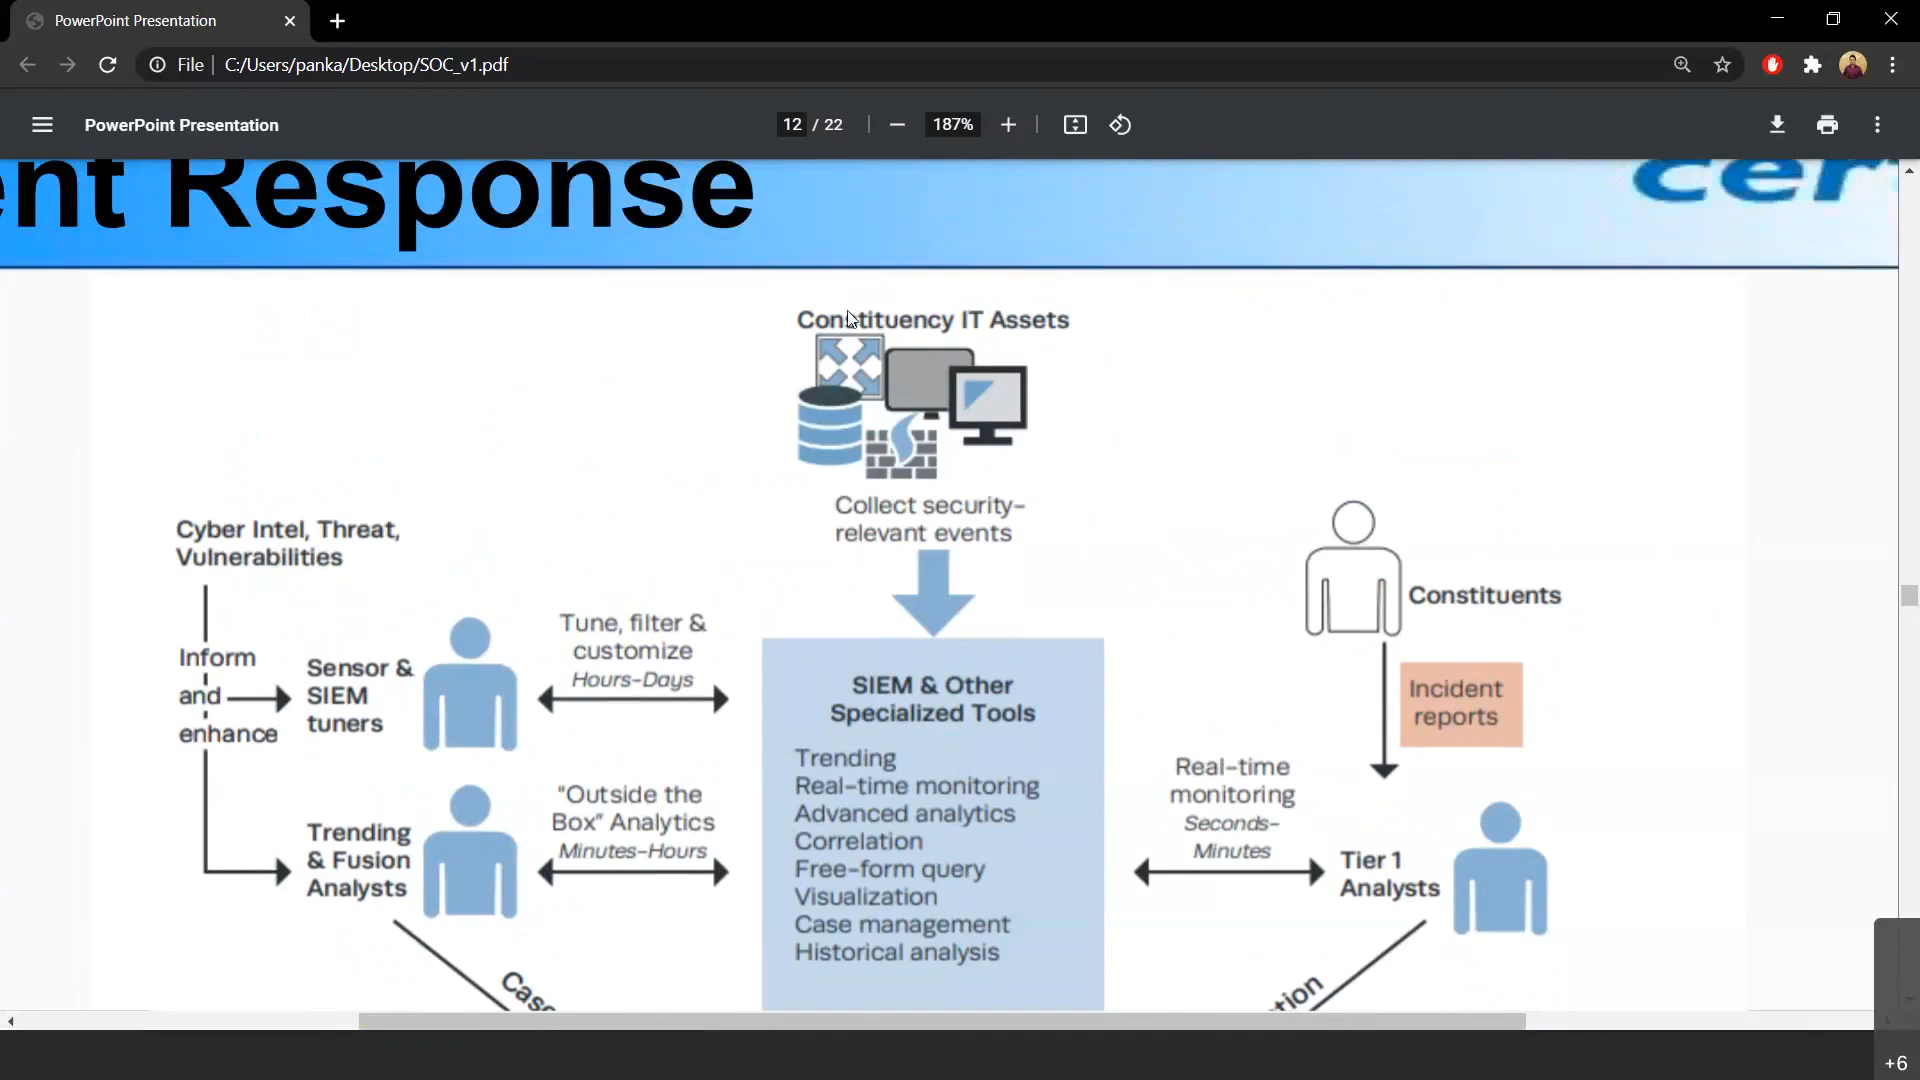 PowerPoint Presentation
File
C:/Users/panka/Desktop/SOC_v1.pdf
PowerPoint Presentation
12 / 22
187%
ent Response
cer
Constituency IT Assets
Collect security-
relevant events
Cyber Intel, Threat,
Vulnerabilities
Inform
and
enhance
Sensor &
SIEM
tuners
Tune, filter &
customize
Hours-Days
Trending
& Fusion
Analysts
"Outside the
Box" Analytics
Minutes-Hours
SIEM & Other
Specialized Tools
Trending
Real-time monitoring
Advanced analytics
Correlation
Free-form query
Visualization
Case management
Historical analysis
Constituents
Incident
reports
Real-time
monitoring
Seconds-
Minutes
Tier 1
Analysts
Case
tion
+6